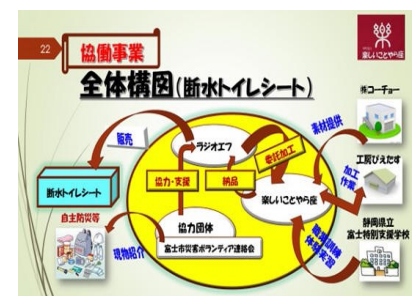 22
協働事業
全体構図(断水トイレシート)
楽
楽しいことやら座
㈱コーチョー
販売
ラジオエフ
委託加工
素材提供
協力・支援
納品
断水トイレシート
楽しいことやら座
加工
作業
工房ぴえたす
自主防災等
協力団体
富士市災害ボランティア連絡会
現物紹介
職業訓練
体験実習
静岡県立
富士特別支援学校